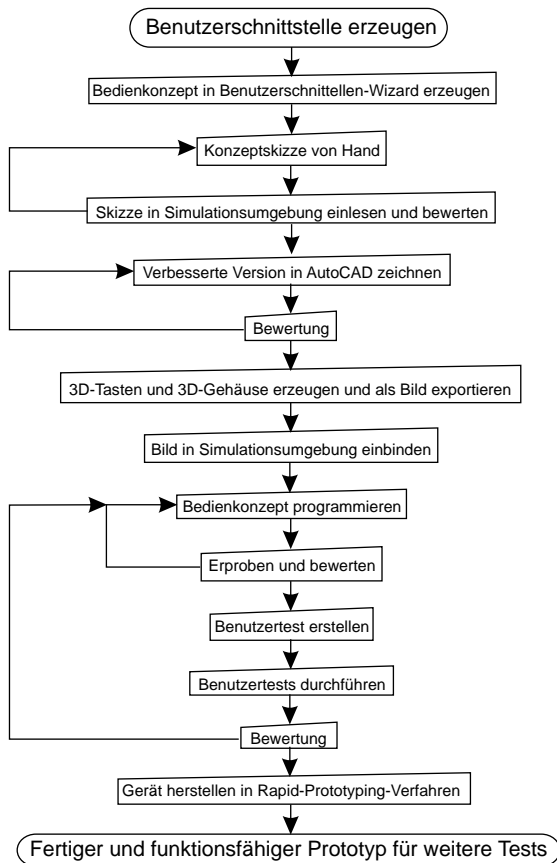 Benutzerschnittstelle erzeugen
Bedienkonzept in Benutzerschnittellen-Wizard erzeugen
Konzeptskizze von Hand
Skizze in Simulationsumgebung einlesen und bewerten
Verbesserte Version in AutoCAD zeichnen
Bewertung
3D-Tasten und 3D-Gehäuse erzeugen und als Bild exportieren
Bild in Simulationsumgebung einbinden
Bedienkonzept programmieren
Erproben und bewerten
Benutzertest erstellen
Benutzertests durchführen
Bewertung
Gerät herstellen in Rapid-Prototyping-Verfahren
Fertiger und funktionsfähiger Prototyp für weitere Tests